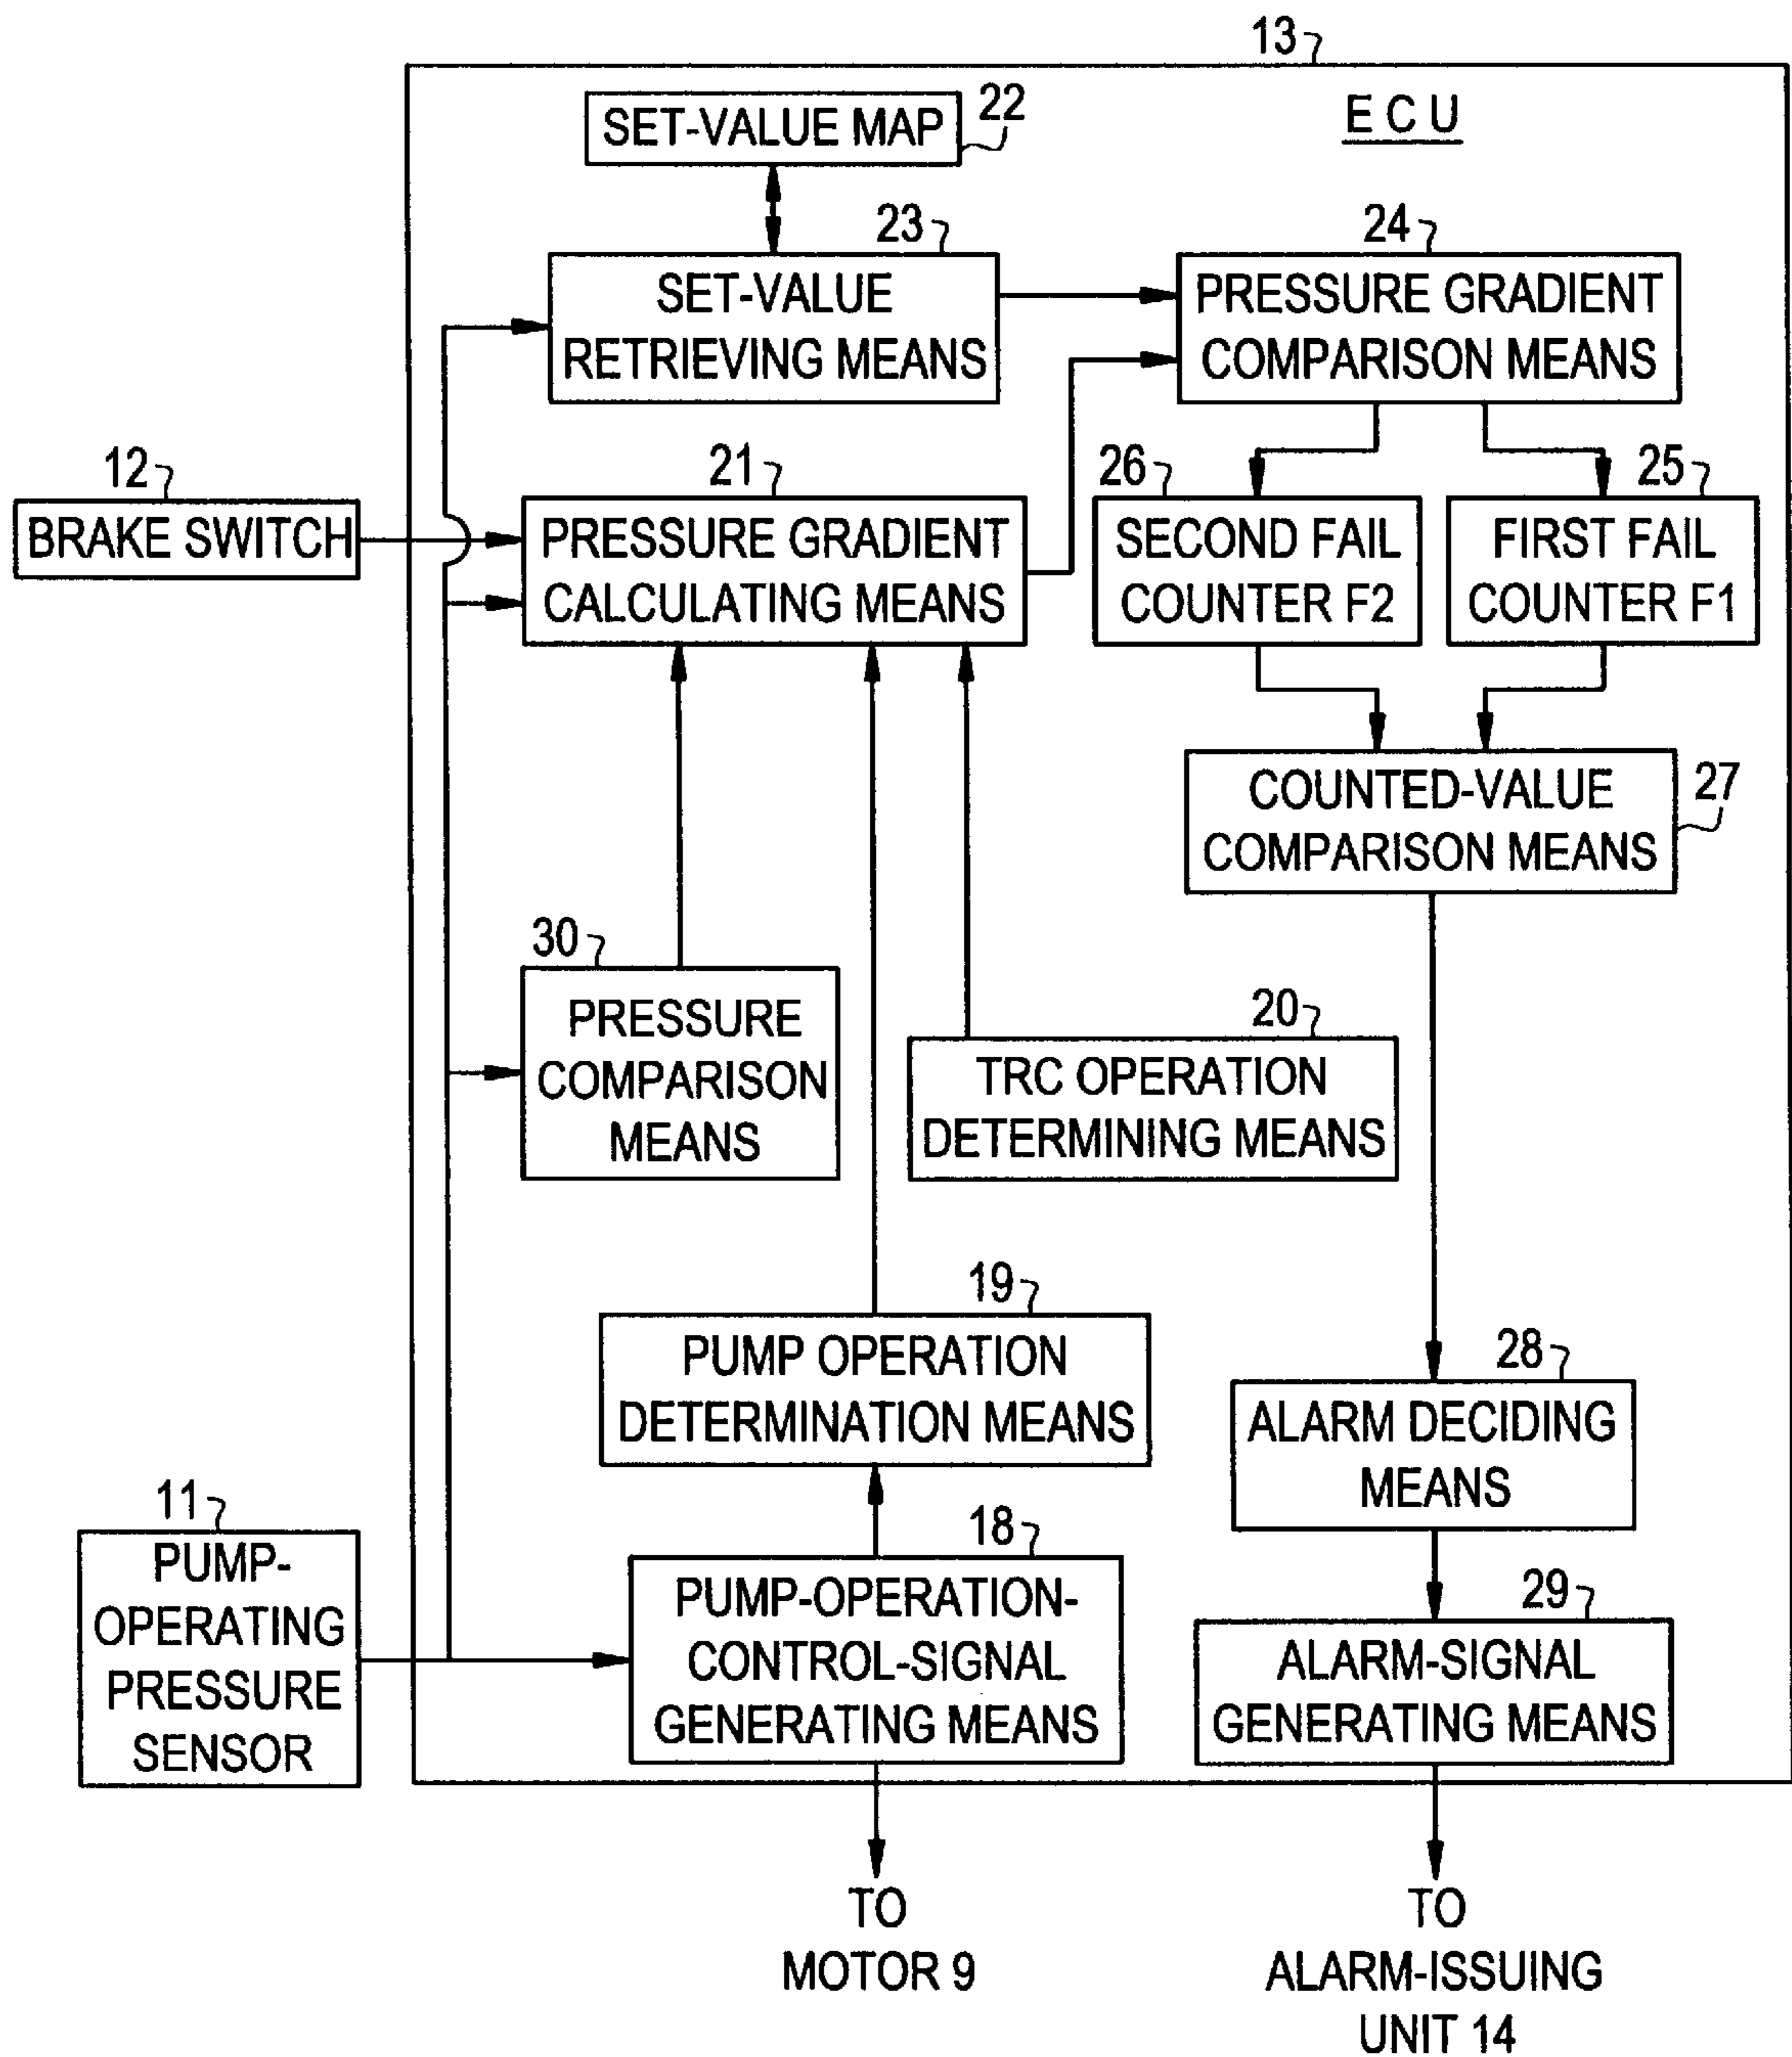 13
ECU
22
SET-VALUE MAP
23
SET-VALUE
RETRIEVING MEANS
24
PRESSURE GRADIENT
COMPARISON MEANS
12
BRAKE SWITCH
21
PRESSURE GRADIENT
CALCULATING MEANS
26
SECOND FAIL
COUNTER F2
25
FIRST FAIL
COUNTER F1
COUNTED-VALUE
COMPARISON MEANS
27
30
PRESSURE
COMPARISON
MEANS
20
TRC OPERATION
DETERMINING MEANS
19
PUMP OPERATION
DETERMINATION MEANS
28
ALARM DECIDING
MEANS
11
PUMP-
OPERATING
PRESSURE
SENSOR
18
PUMP-OPERATION-
CONTROL-SIGNAL
GENERATING MEANS
29
ALARM-SIGNAL
GENERATING MEANS
TO
MOTOR 9
TO
ALARM-ISSUING
UNIT 14